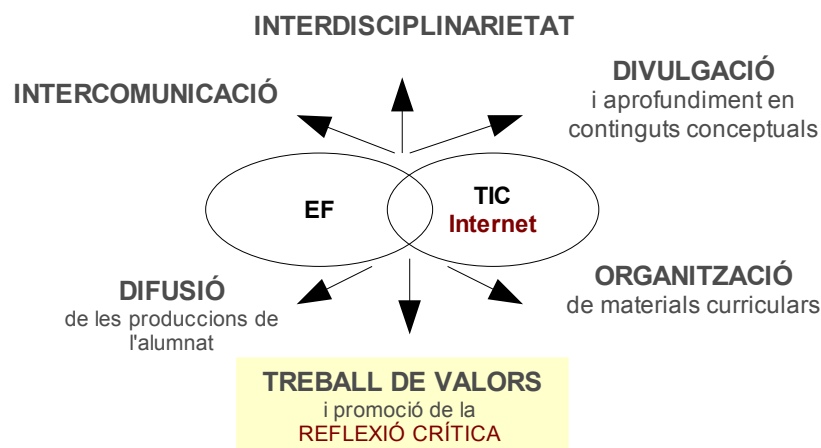 INTERDISCIPLINARIETAT
INTERCOMUNICACIÓ
DIVULGACIÓ
i aprofundiment en
continguts conceptuals
EF
TIC
Internet
DIFUSIÓ
de les produccions de
l'alumnat
ORGANITZACIÓ
de materials curriculars
TREBALL DE VALORS
i promoció de la
REFLEXIÓ CRÍTICA